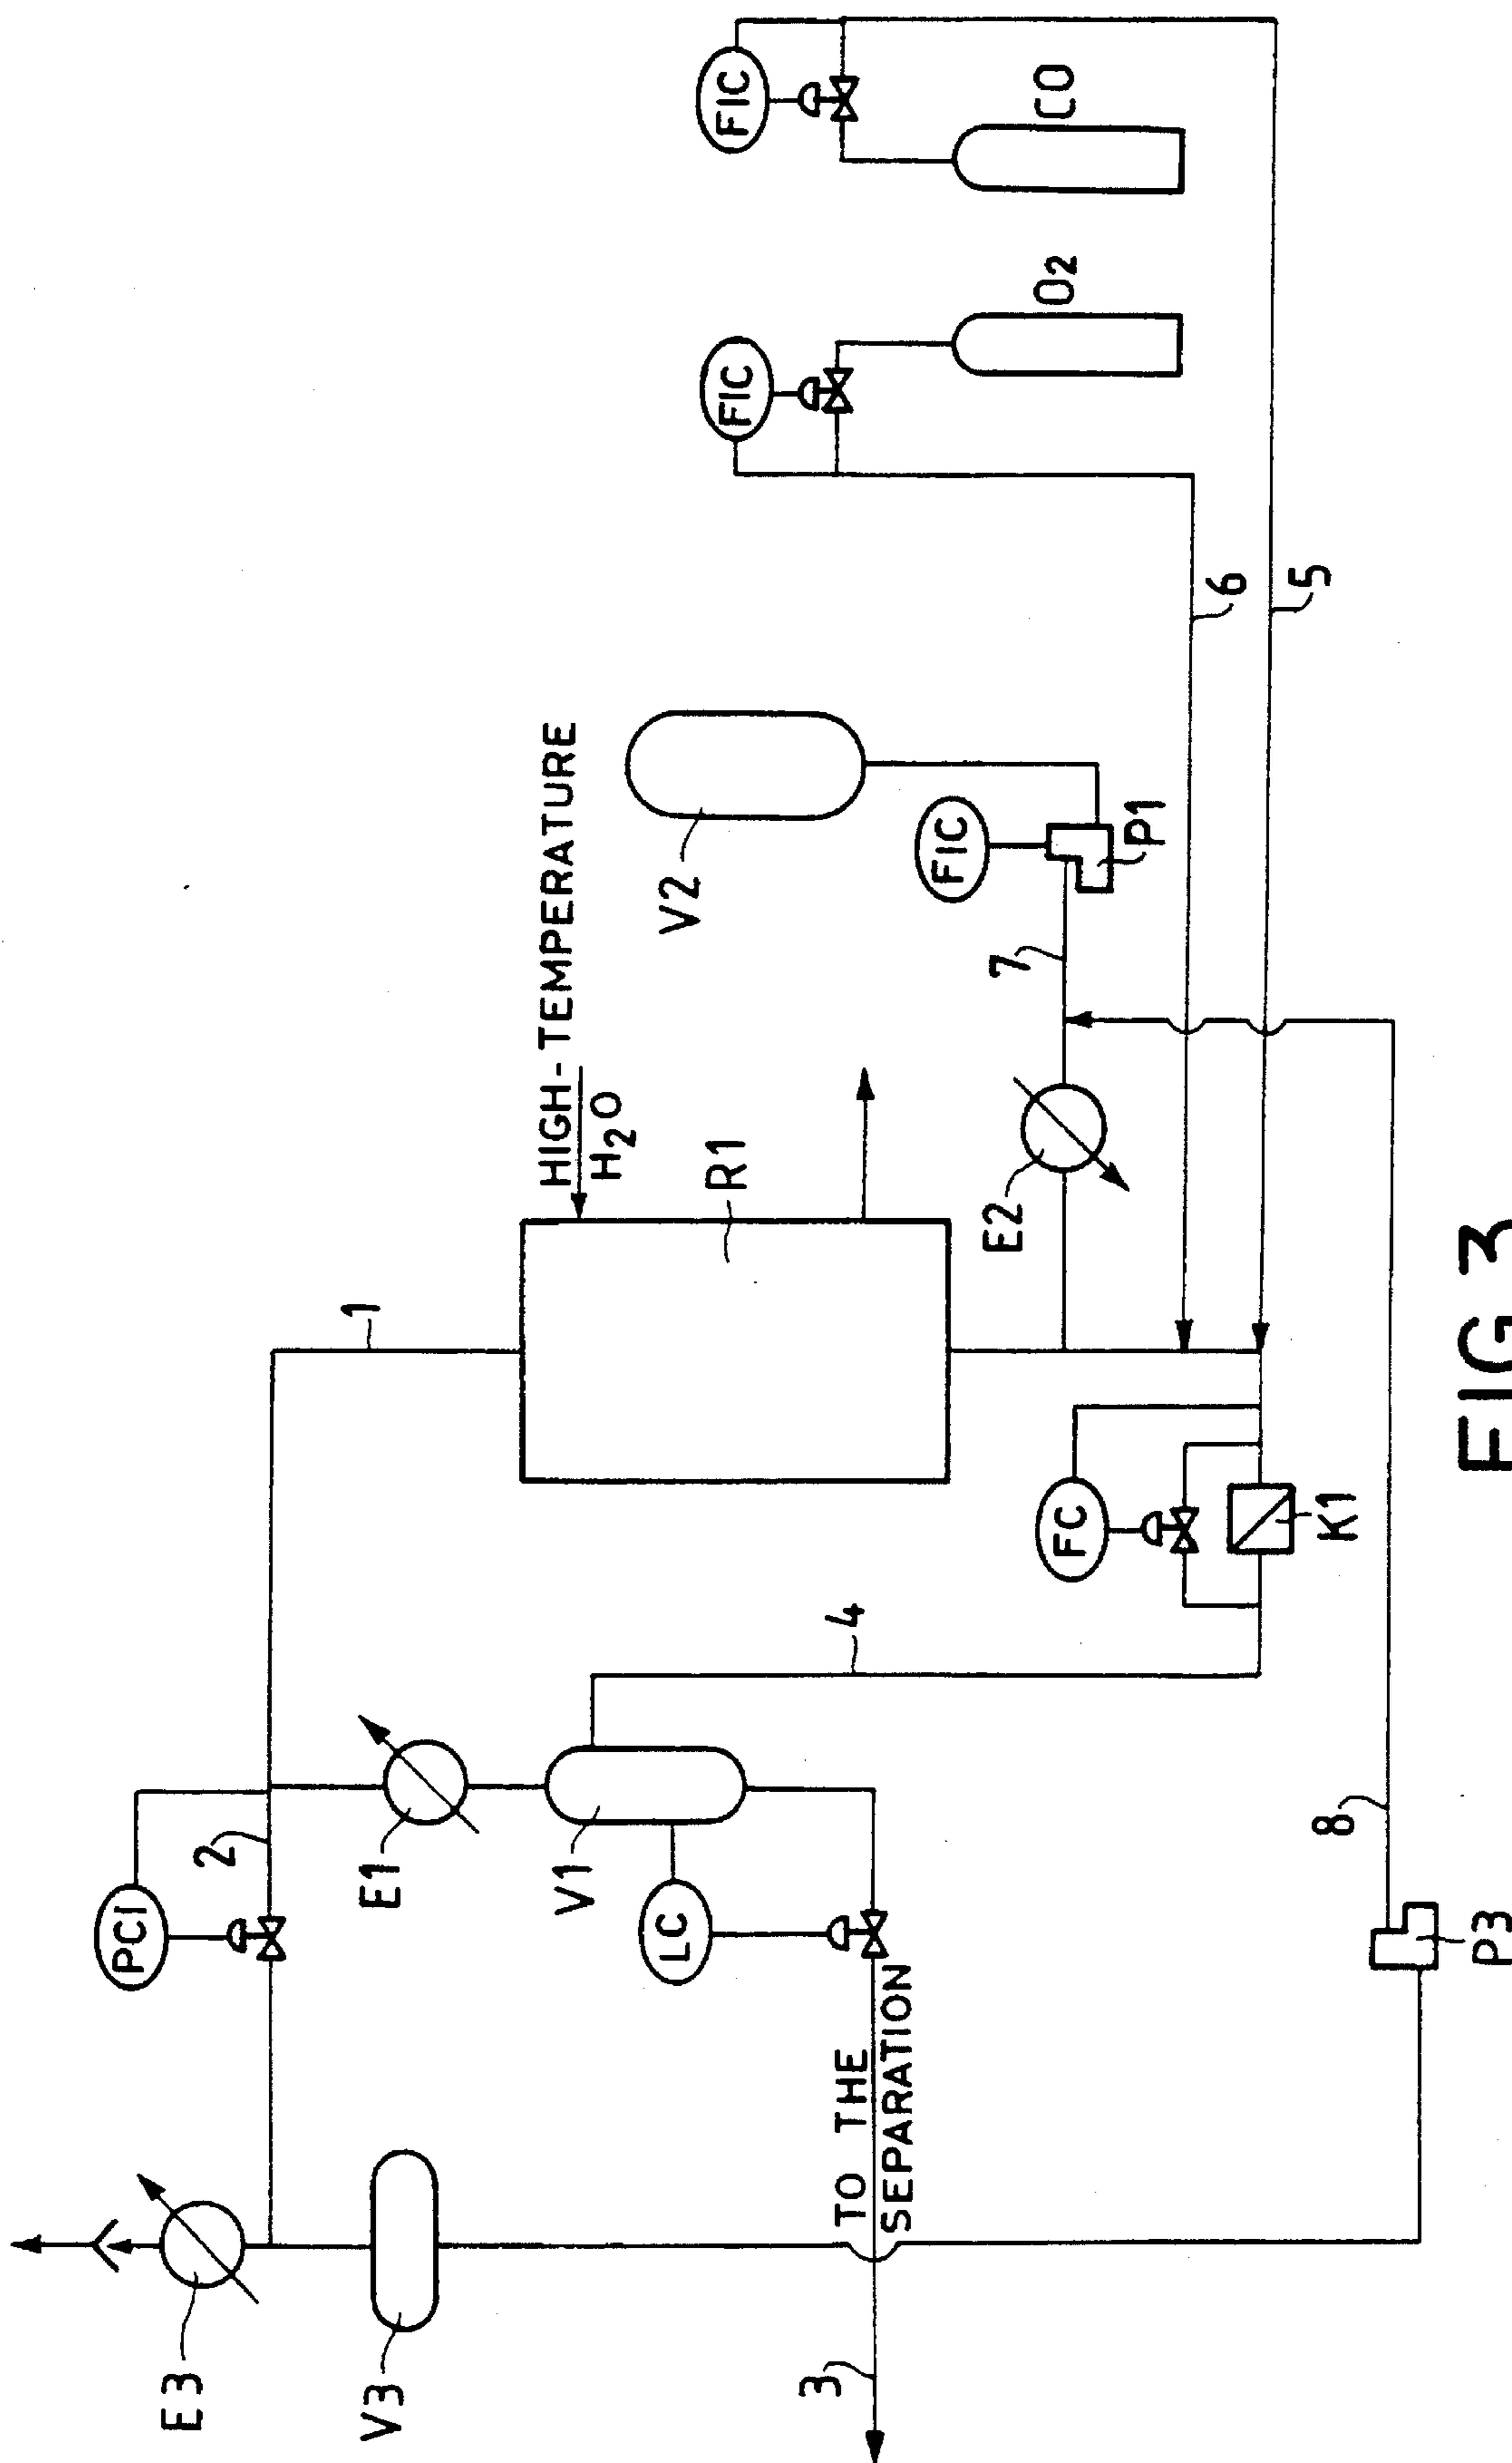 E3
V3
PCI
2
E1
V1
LC
TO THE
SEPARATION
3
1
4
FC
K1
HIGH-TEMPERATURE
H2O
R1
V2
E2
7
FIC
P1
8
P3
FIC
O2
FIC
CO
6
5
FIG 3